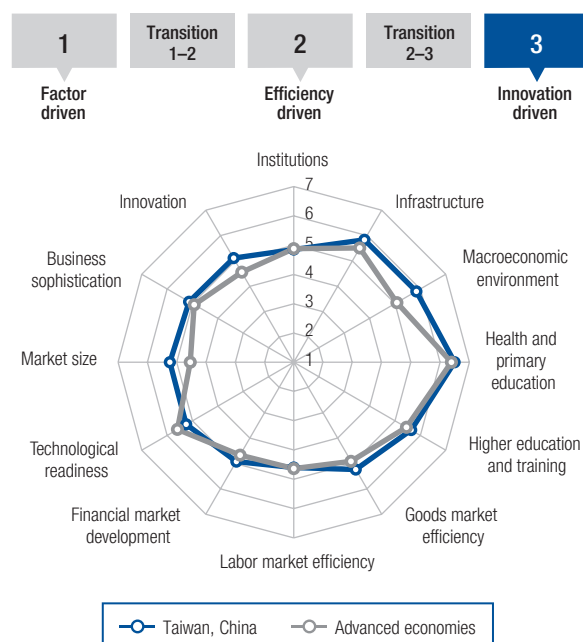 1
Transition
1–2
2
Transition
2–3
3
Factor
driven
Efficiency
driven
Innovation
driven
Institutions
7
Innovation
6
Infrastructure
5
Business
sophistication
4
Macroeconomic
environment
3
2
Market size
1
Health and
primary
education
Technological
readiness
Higher education
and training
Financial market
development
Goods market
efficiency
Labor market efficiency
Taiwan, China
Advanced economies